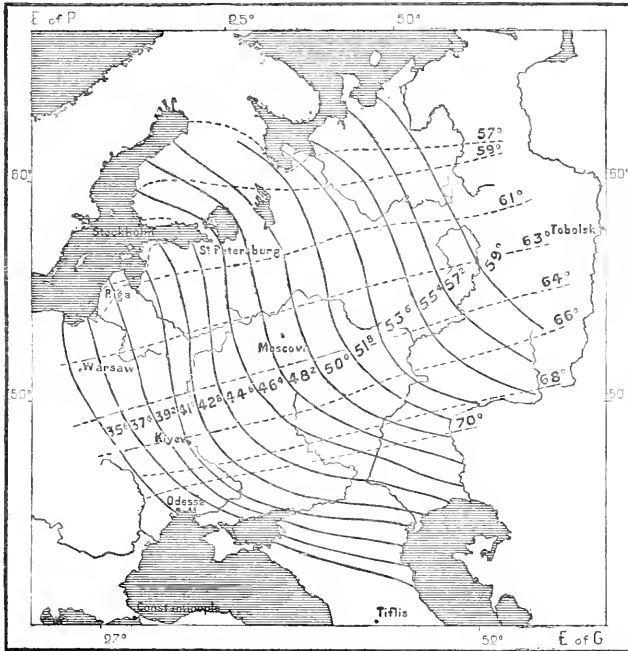 E of P 25° 50°
57°
59°
60° 60°
61°
Stockholm 63° Tobolsk
St Petersburg 59°
57²
Riga 55⁴ 64°
53⁶
51⁸ 66°
Moscow 50°
Warsaw 48² 68°
46⁴
44⁶
42⁸
50° 41° 50°
39² 70°
37⁴
35⁶
Kiyev
Odessa
Constantinople
Tiflis
27° 52° E of G